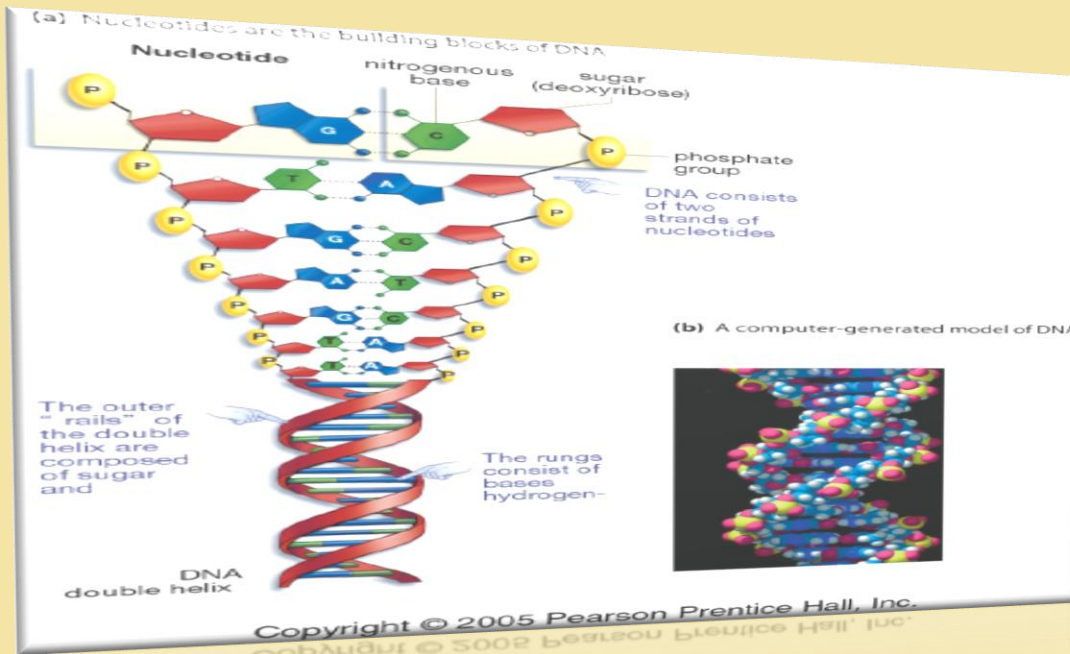 (a) Nucleotides are the building blocks of DNA
Nucleotide
nitrogenous
base
sugar
(deoxyribose)
P
G
C
P
phosphate
group
P
T
A
DNA consists
of two
strands of
nucleotides
P
P
G
C
P
P
A
T
P
P
G
C
P
P
T
A
P
P
T
A
P
(b) A computer-generated model of DNA
The outer
“ rails” of
the double
helix are
composed
of sugar
and
The rungs
consist of
bases
hydrogen-
DNA
double helix
Copyright © 2005 Pearson Prentice Hall, Inc.